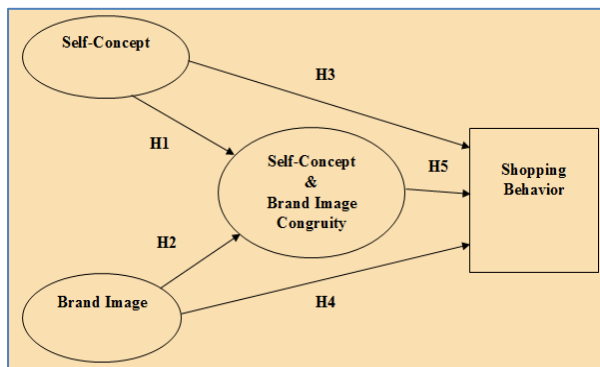 Self-Concept
H3
H1
Self-Concept
&
Brand Image
Congruity
H5
Shopping
Behavior
H2
Brand Image
H4